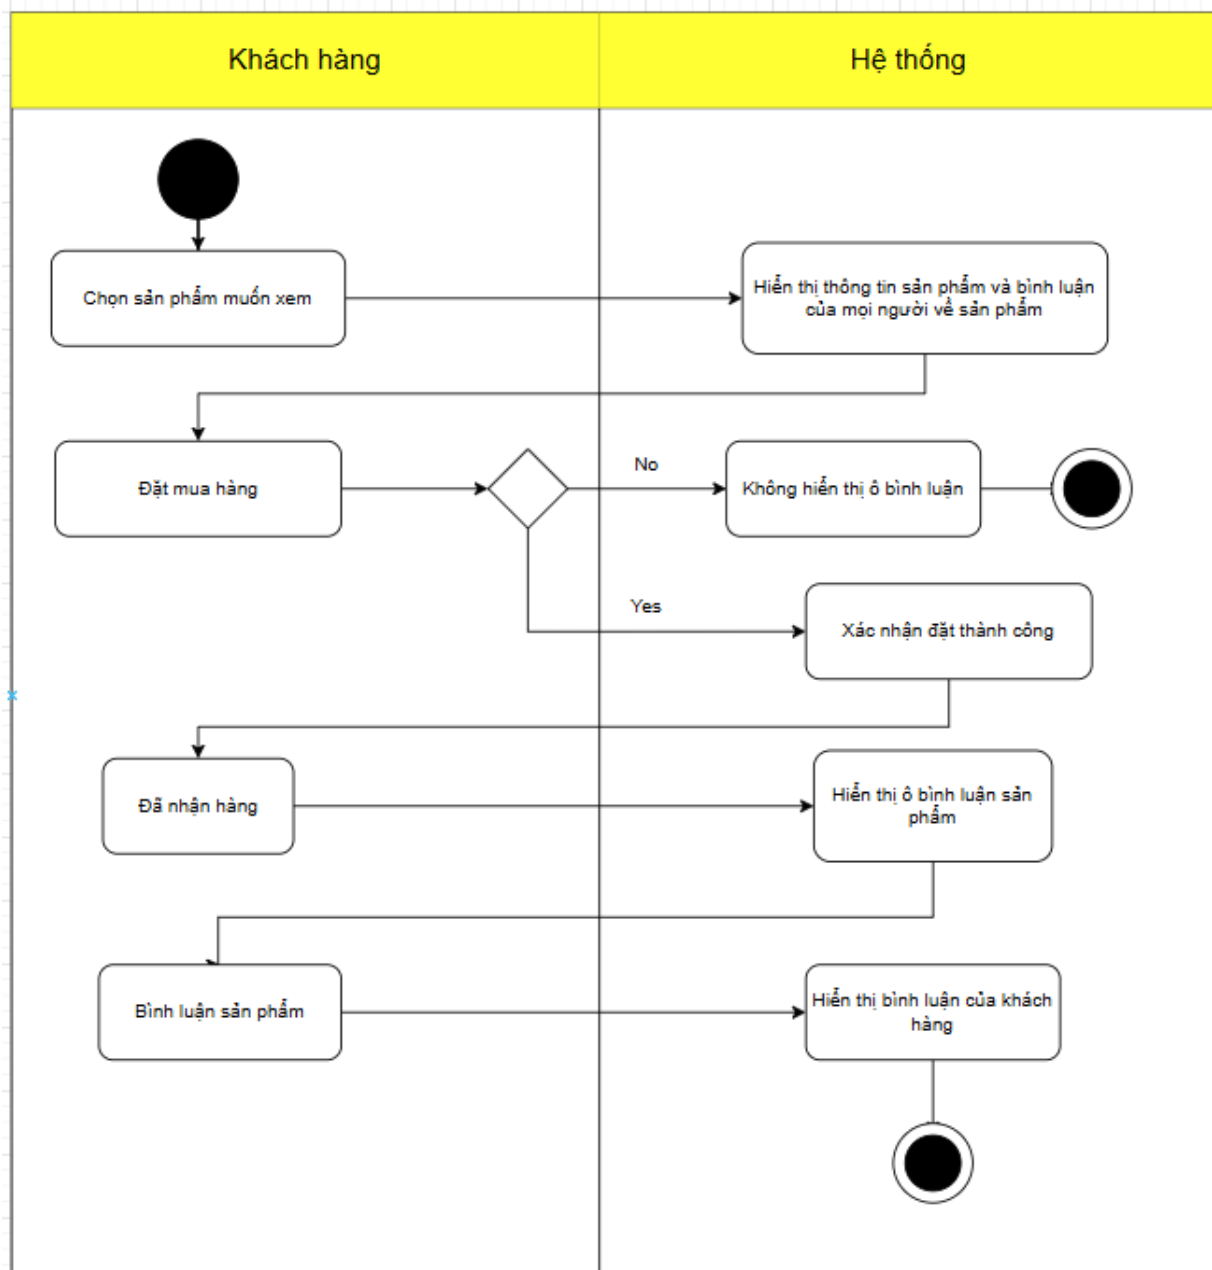 Khách hàng
Hệ thống
Chọn sản phẩm muốn xem
Hiển thị thông tin sản phẩm và bình luận
của mọi người về sản phẩm
Đặt mua hàng
No
Không hiển thị ô bình luận
Yes
Xác nhận đặt thành công
Đã nhận hàng
Hiển thị ô bình luận sản
phẩm
Bình luận sản phẩm
Hiển thị bình luận của khách
hàng